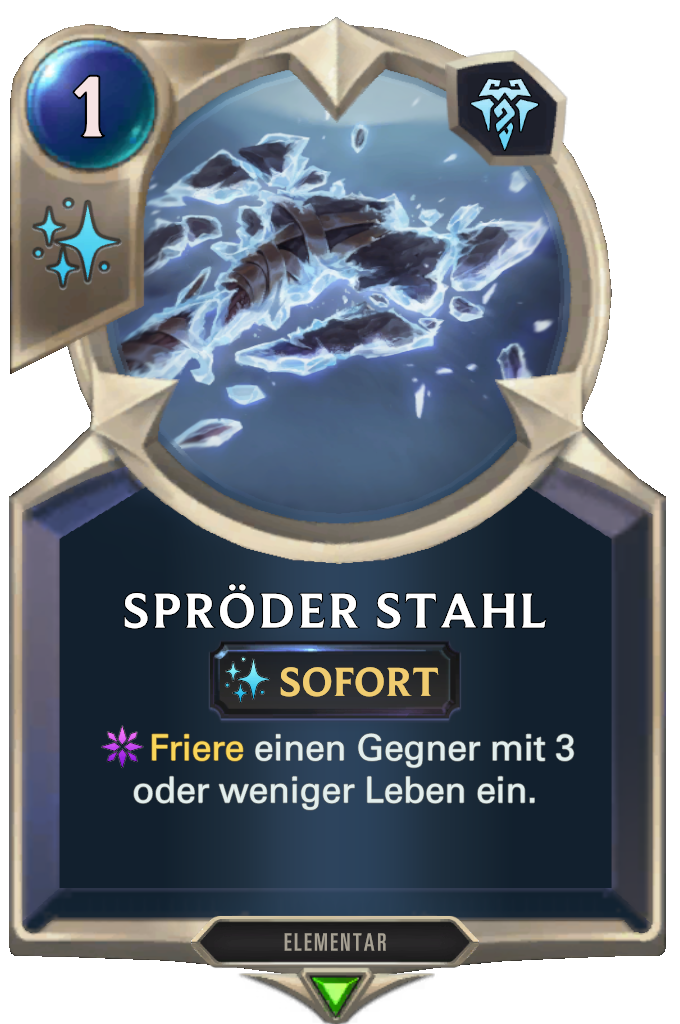 1
SPRÖDER STAHL
SOFORT
Friere einen Gegner mit 3
oder weniger Leben ein.
ELEMENTAR